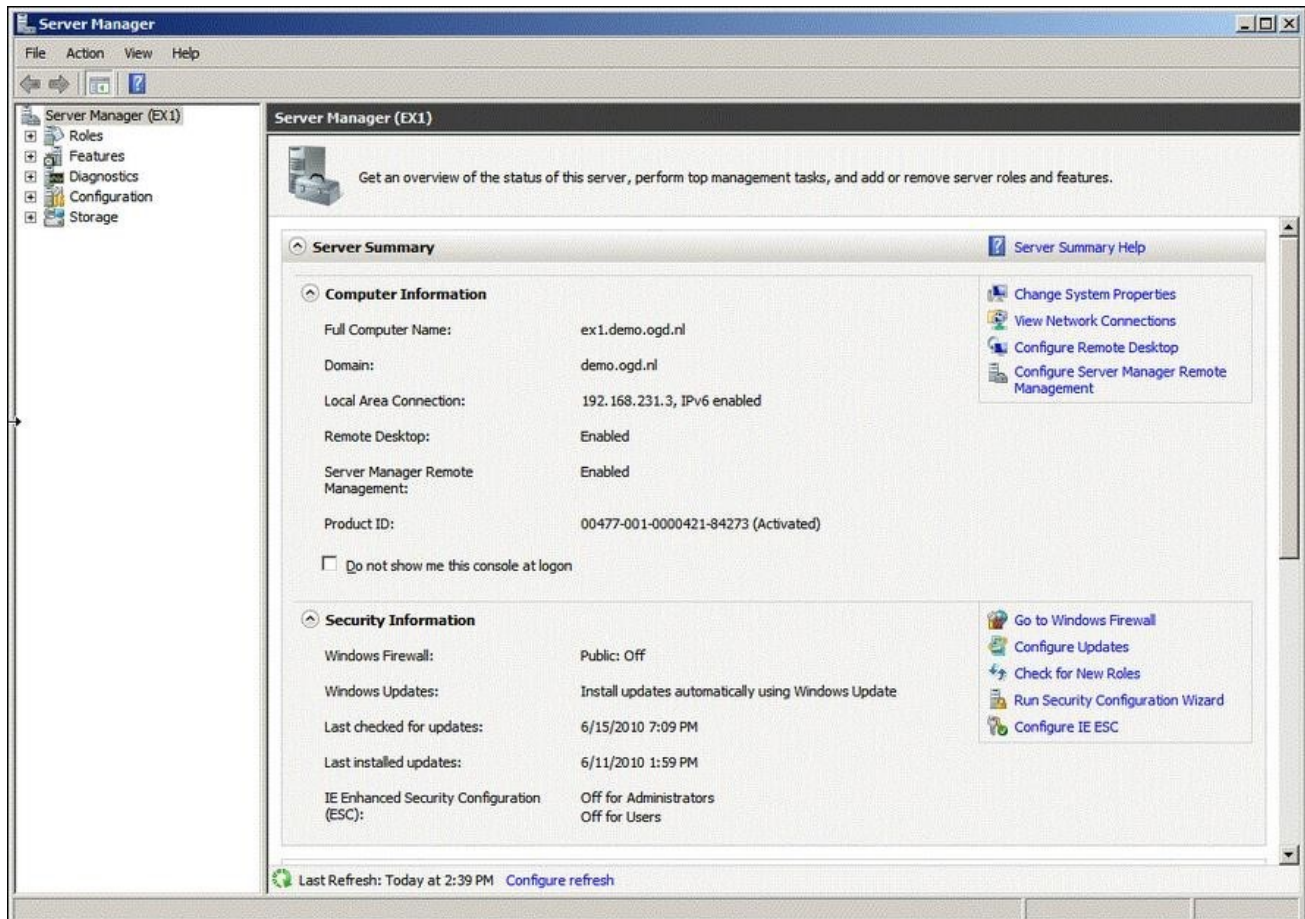 Server Manager
File Action View Help
Server Manager (EX1)
Roles
Features
Diagnostics
Configuration
Storage
Server Manager (EX1)
Get an overview of the status of this server, perform top management tasks, and add or remove server roles and features.
Server Summary
Server Summary Help
Computer Information
Full Computer Name: ex1.demo.ogd.nl
Domain: demo.ogd.nl
Local Area Connection: 192.168.231.3, IPv6 enabled
Remote Desktop: Enabled
Server Manager Remote Enabled
Management:
Product ID: 00477-001-0000421-84273 (Activated)
Do not show me this console at logon
Change System Properties
View Network Connections
Configure Remote Desktop
Configure Server Manager Remote
Management
Security Information
Windows Firewall: Public: Off
Windows Updates: Install updates automatically using Windows Update
Last checked for updates: 6/15/2010 7:09 PM
Last installed updates: 6/11/2010 1:59 PM
IE Enhanced Security Configuration Off for Administrators
(ESC): Off for Users
Go to Windows Firewall
Configure Updates
Check for New Roles
Run Security Configuration Wizard
Configure IE ESC
Last Refresh: Today at 2:39 PM Configure refresh